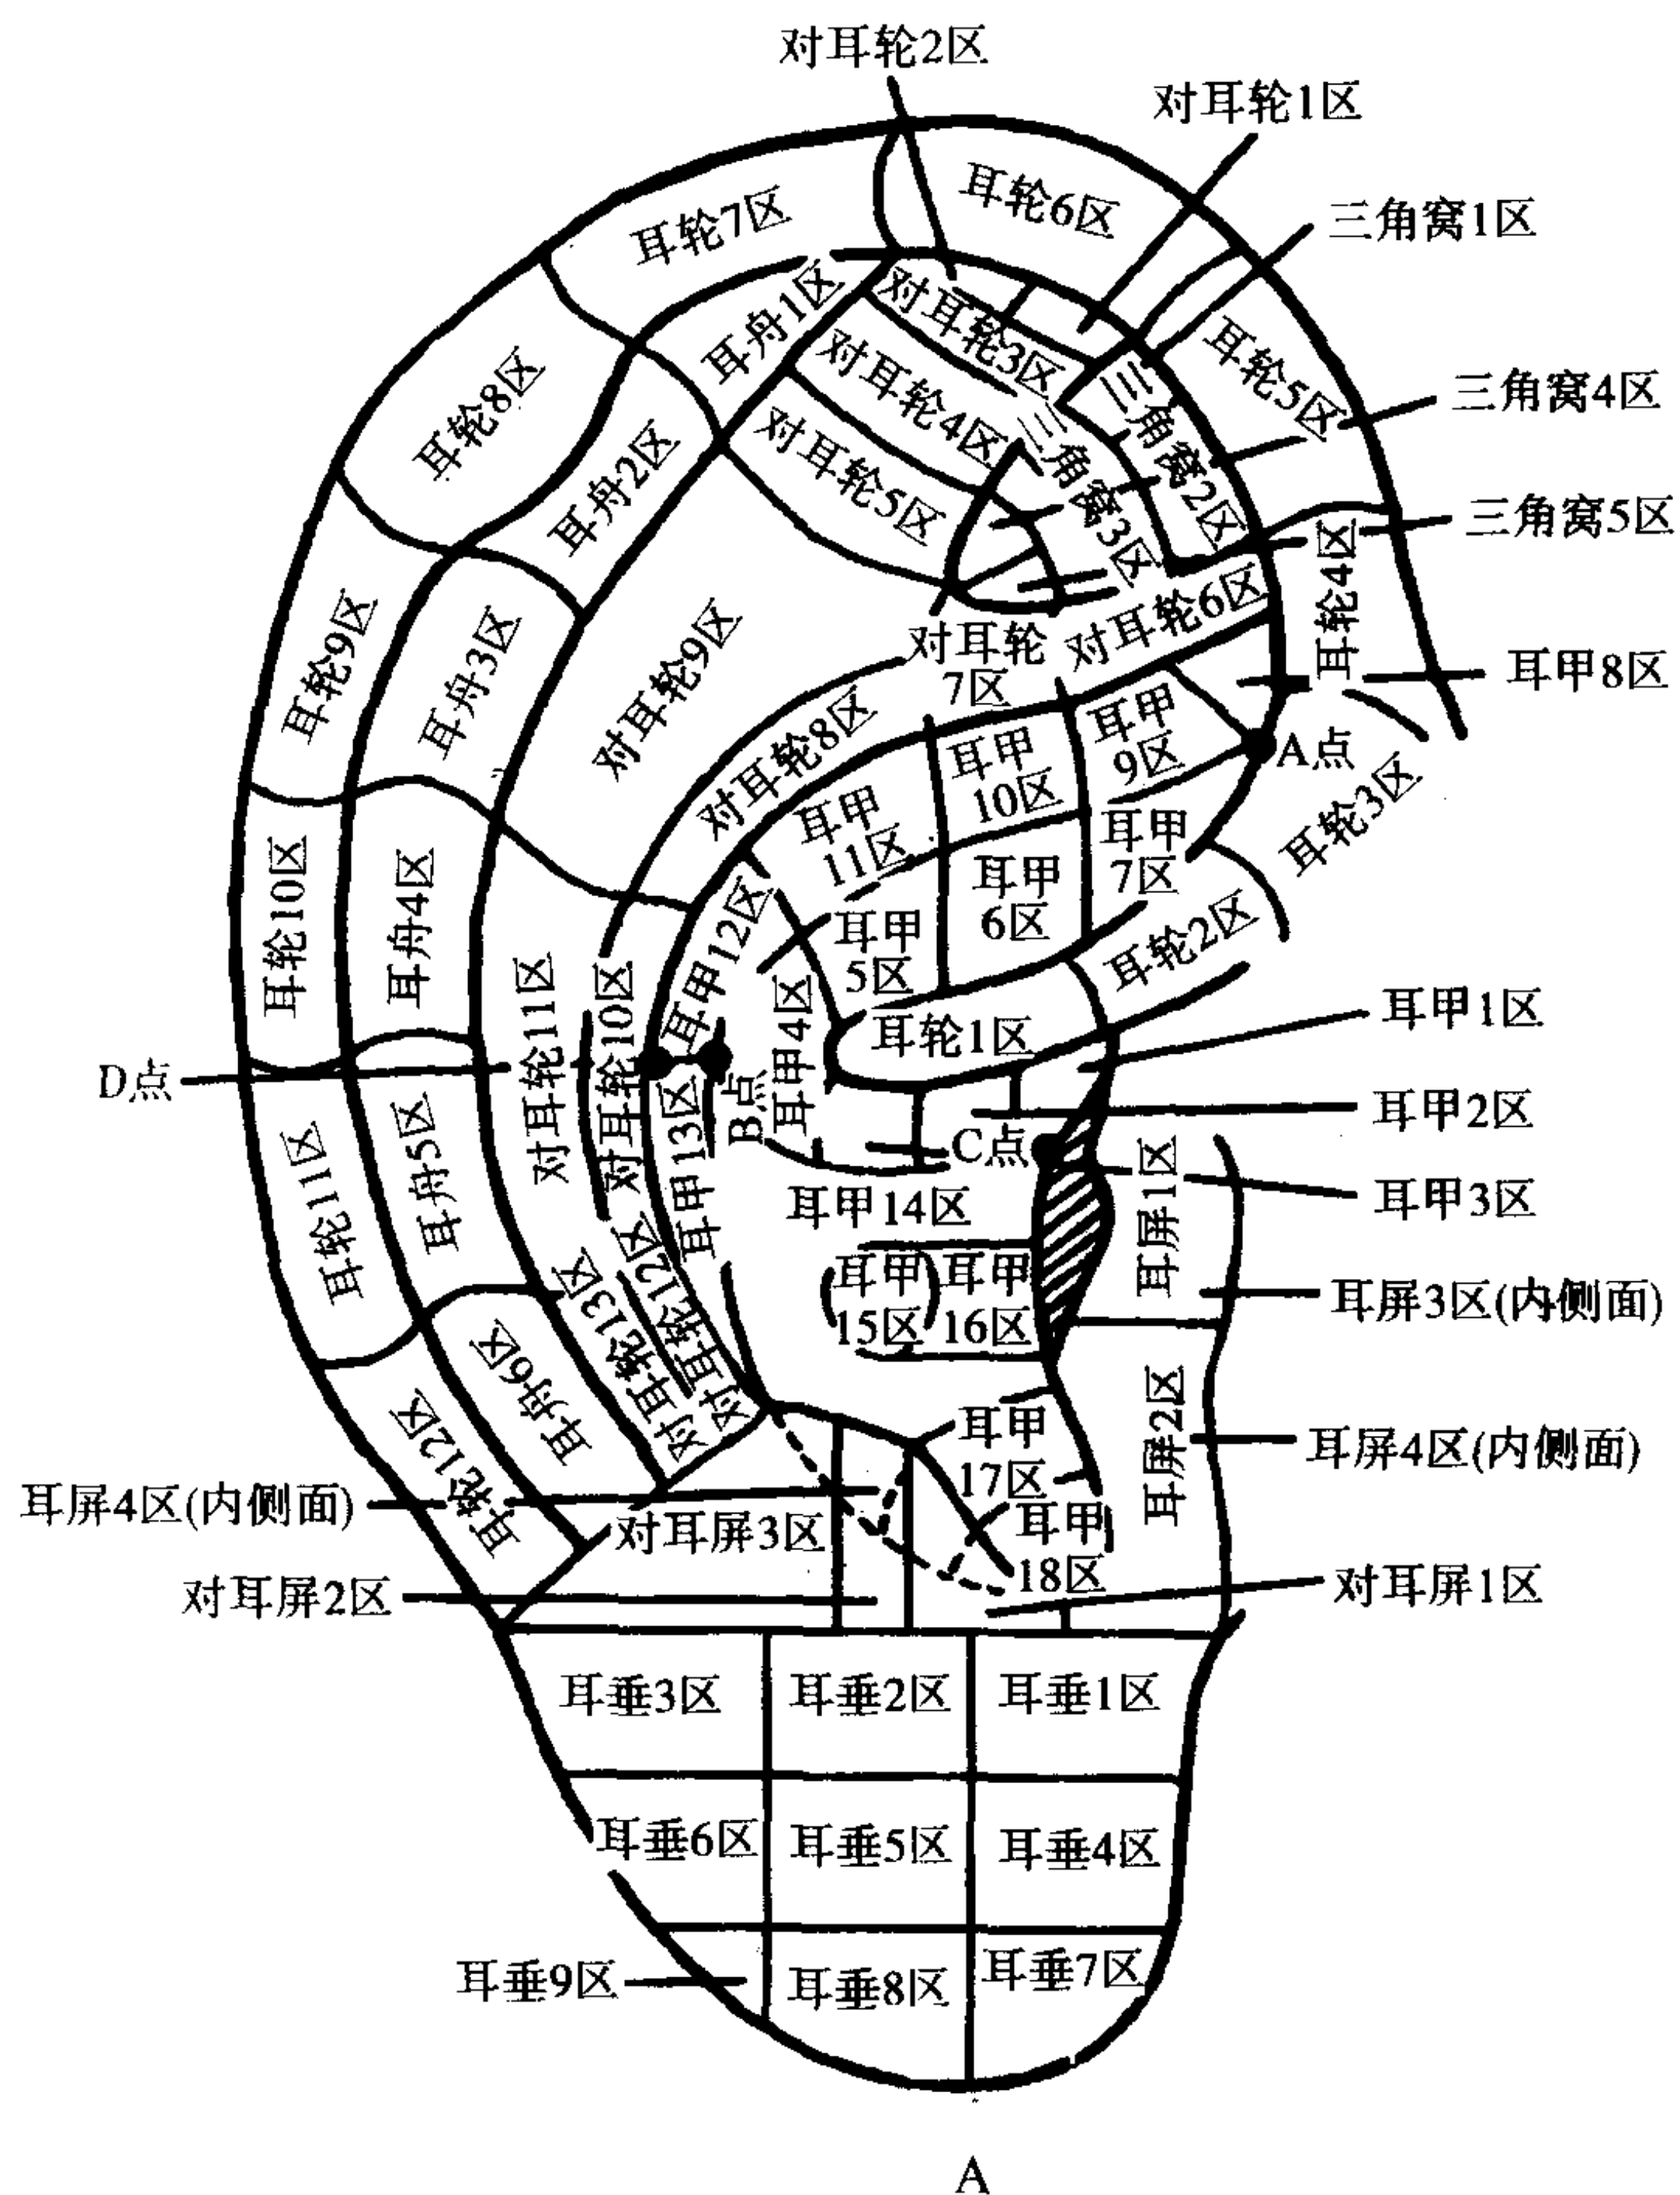 对耳轮2区
对耳轮1区
三角窝1区
耳轮6区
耳轮7区
耳舟1区
对耳轮3区
耳轮5区
三角窝4区
耳轮8区
对耳轮4区
三角窝2区
耳舟2区
对耳轮5区
三角窝3区
三角窝5区
耳轮4区
耳轮9区
耳舟3区
对耳轮9区
对耳轮
7区
对耳轮6区
耳甲8区
对耳轮8区
耳甲
9区
A点
耳甲
10区
耳甲
11区
耳轮3区
耳甲
7区
耳甲
6区
耳轮10区
耳舟4区
耳甲12区
耳甲
5区
耳轮2区
对耳轮11区
对耳轮10区
耳甲4区
耳轮1区
耳甲1区
D点
B点
耳甲2区
C点
耳轮11区
耳舟5区
耳甲13区
耳甲14区
耳屏1区
耳甲3区
耳甲
15区
耳甲
16区
耳屏3区(内侧面)
对耳轮13区
对耳轮12区
耳轮12区
耳舟6区
耳甲
17区
耳屏2区
耳屏4区(内侧面)
耳屏4区(内侧面)
对耳屏3区
耳甲
18区
对耳屏2区
对耳屏1区
耳垂3区
耳垂2区
耳垂1区
耳垂6区
耳垂5区
耳垂4区
耳垂9区
耳垂8区
耳垂7区
A